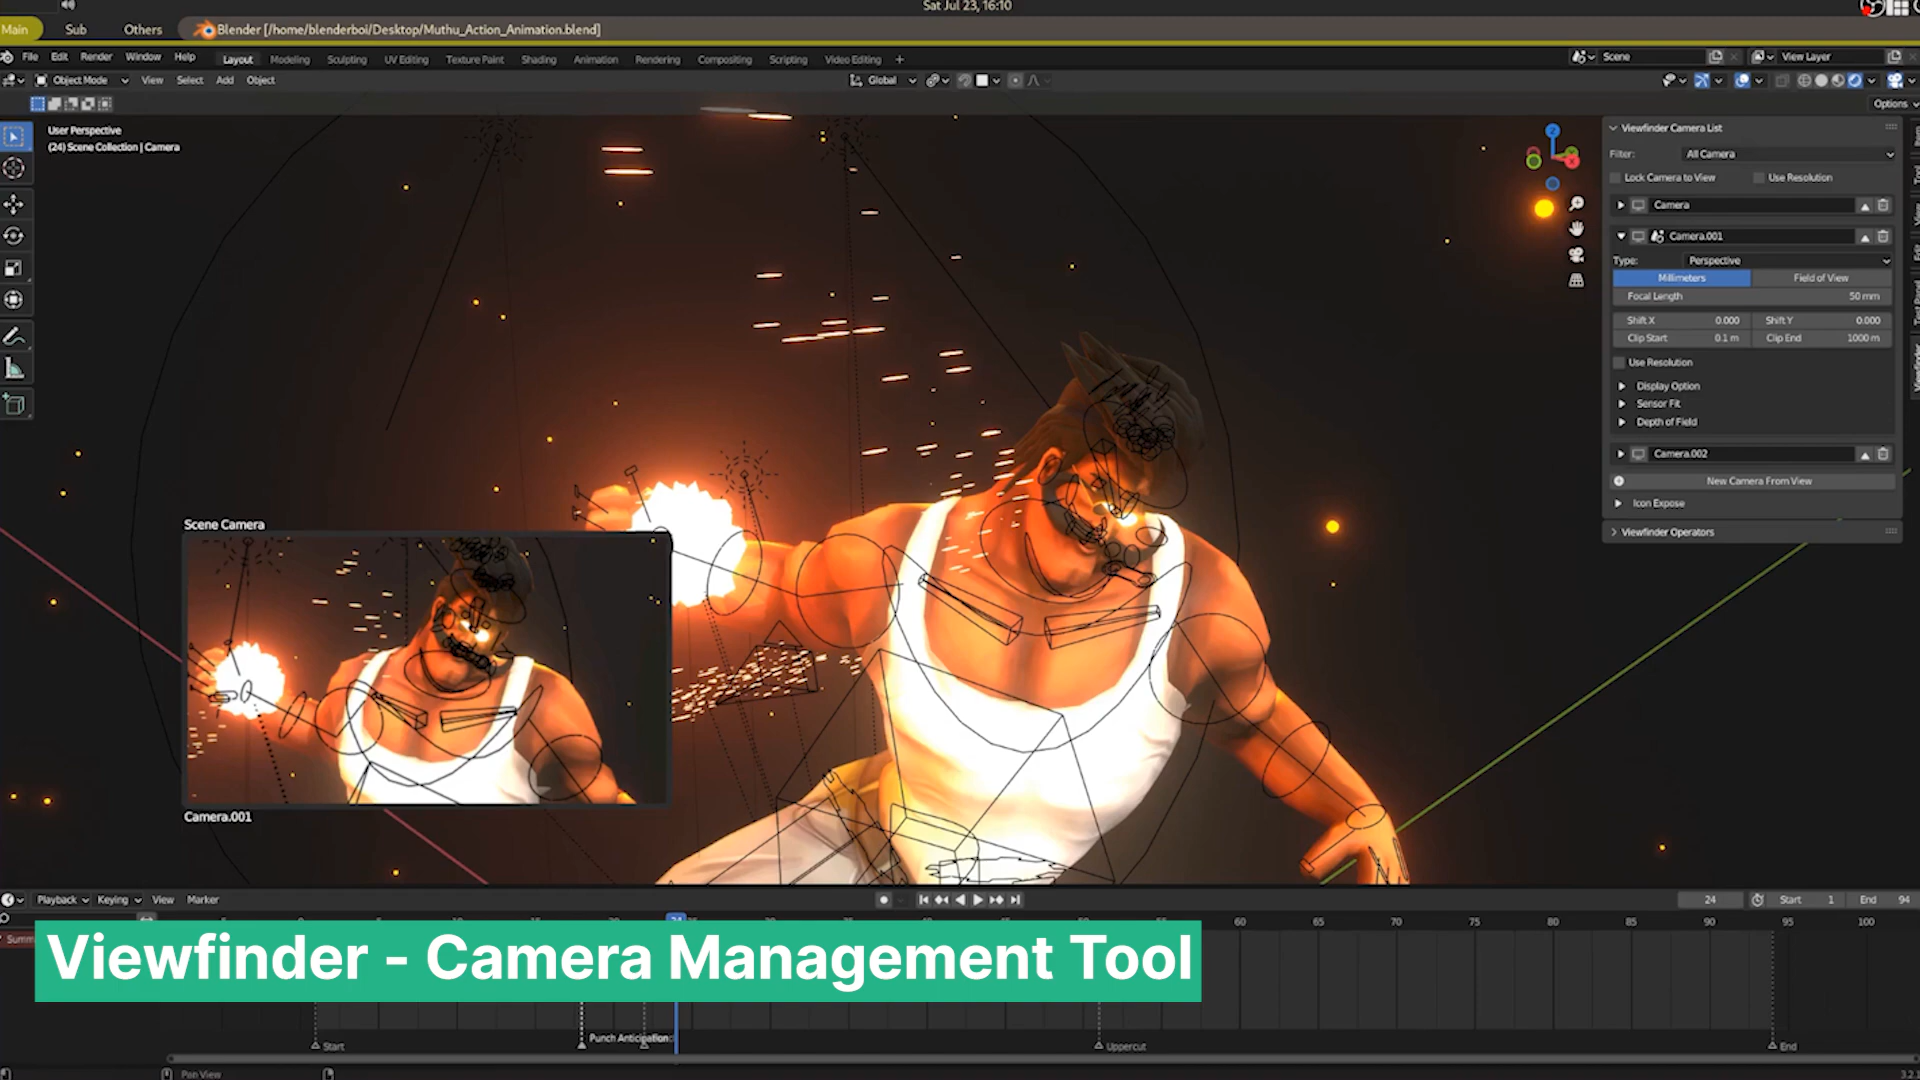 Sat Jul 23, 16:10
Main Sub Others Blender [/home/blenderboi/Desktop/Muthu_Action_Animation.blend]
File Edit Render Window Help Layout Modeling Sculpting UV Editing Texture Paint Shading Animation Rendering Compositing Scripting Video Editing + Scene View Layer
Object Mode View Select Add Object Global
Options
User Perspective
(24) Scene Collection | Camera
Viewfinder Camera List
Filter: All Camera
Lock Camera to View Use Resolution
Camera
Camera.001
Type: Perspective
Millimeters Field of View
Focal Length 50 mm
Shift X 0.000 Shift Y 0.000
Clip Start 0.1 m Clip End 1000 m
Use Resolution
Display Option
Sensor Fit
Depth of Field
Camera.002
New Camera From View
Icon Expose
Viewfinder Operators
Viewfinder
Scene Camera
Camera.001
Playback Keying View Marker 24 Start 1 End 94
24 60 65 70 75 80 85 90 95 100
Summ
Viewfinder - Camera Management Tool
Punch Anticipation
Start Uppercut End
Pan View 3.2.1